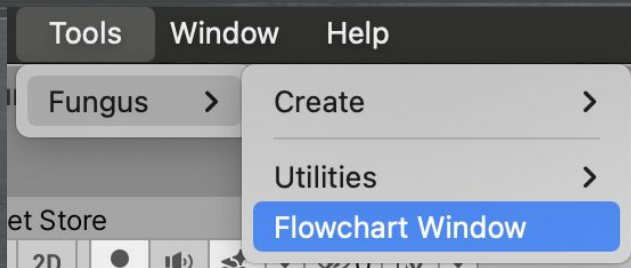 Tools Window Help
Fungus > Create >
Utilities >
et Store Flowchart Window
2D